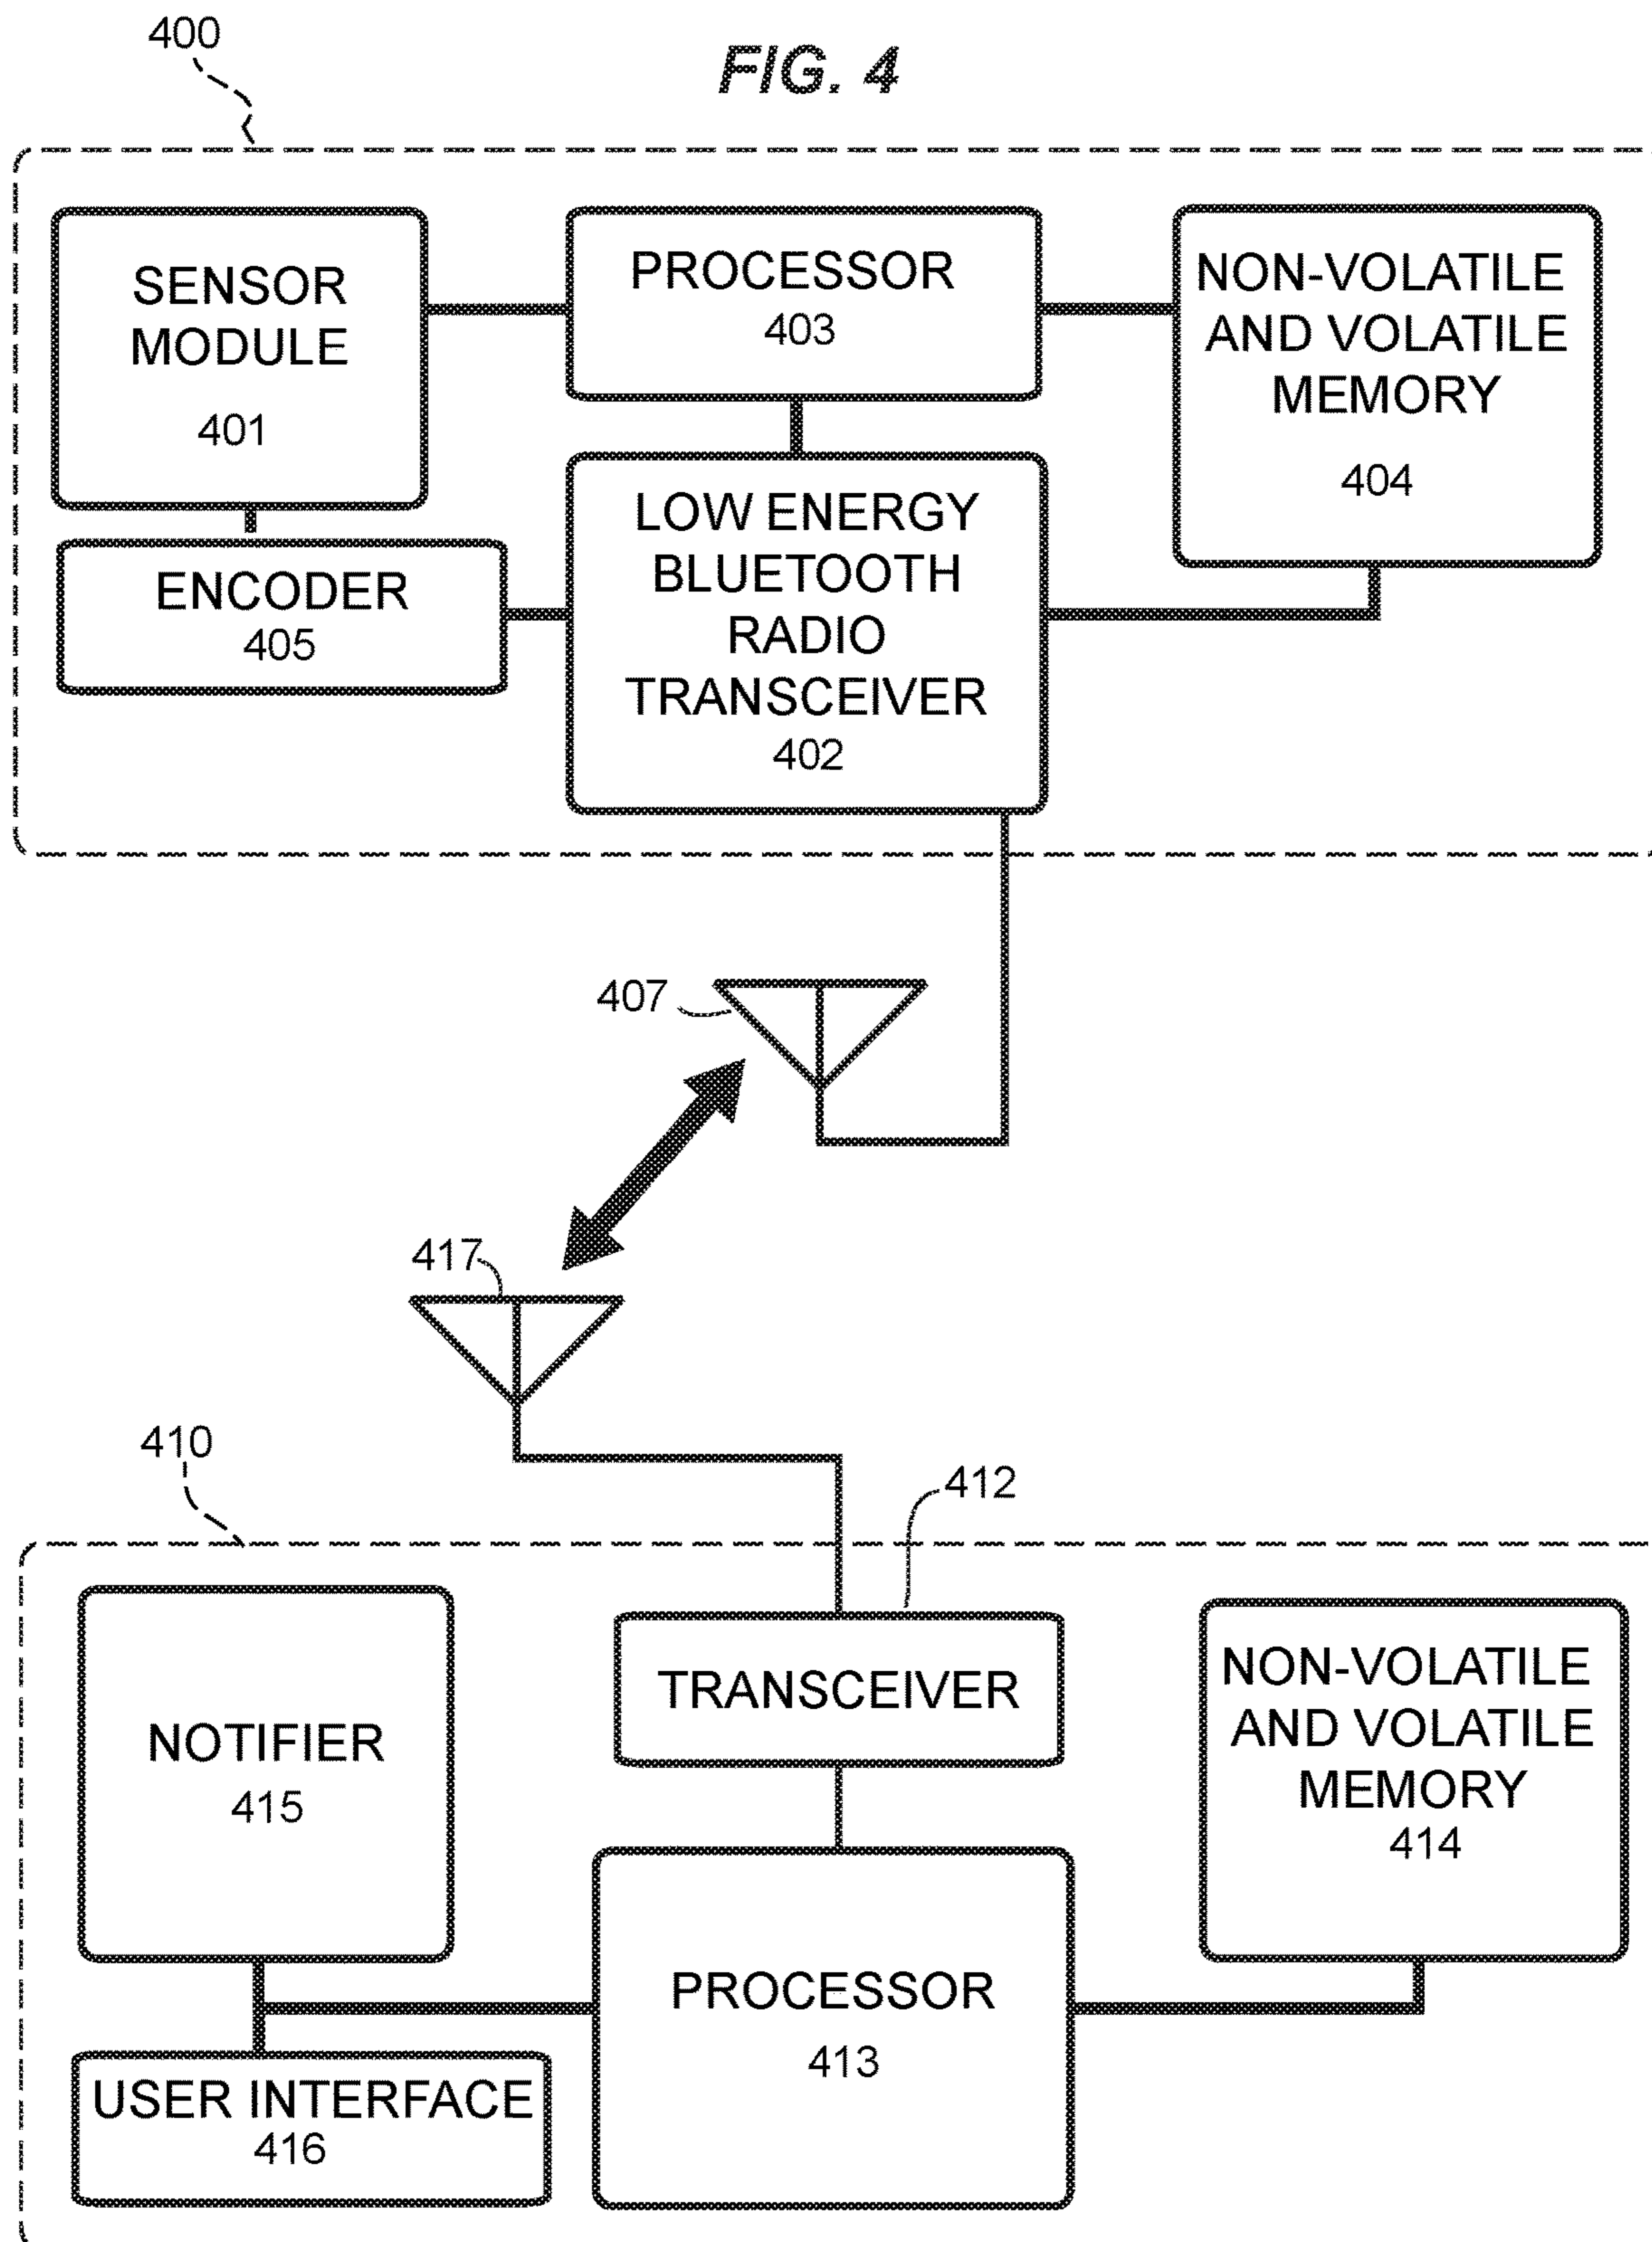 400
FIG. 4
SENSOR
MODULE
401
PROCESSOR
403
NON-VOLATILE
AND VOLATILE
MEMORY
404
ENCODER
405
LOW ENERGY
BLUETOOTH
RADIO
TRANSCEIVER
402
407
417
410
412
NOTIFIER
415
TRANSCEIVER
NON-VOLATILE
AND VOLATILE
MEMORY
414
PROCESSOR
413
USER INTERFACE
416